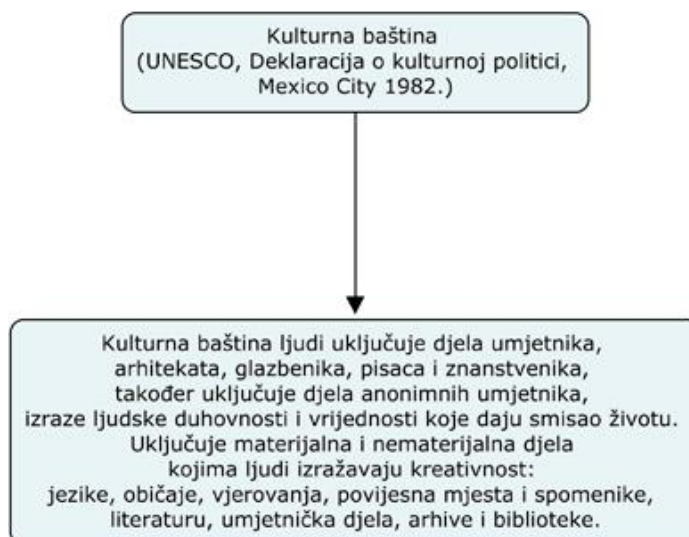 Kulturna baština
(UNESCO, Deklaracija o kulturnoj politici,
Mexico City 1982.)
Kulturna baština ljudi uključuje djela umjetnika,
arhitekata, glazbenika, pisaca i znanstvenika,
također uključuje djela anonimnih umjetnika,
izraze ljudske duhovnosti i vrijednosti koje daju smisao životu.
Uključuje materijalna i nematerijalna djela
kojima ljudi izražavaju kreativnost:
jezike, običaje, vjerovanja, povijesna mjesta i spomenike,
literaturu, umjetnička djela, arhive i biblioteke.